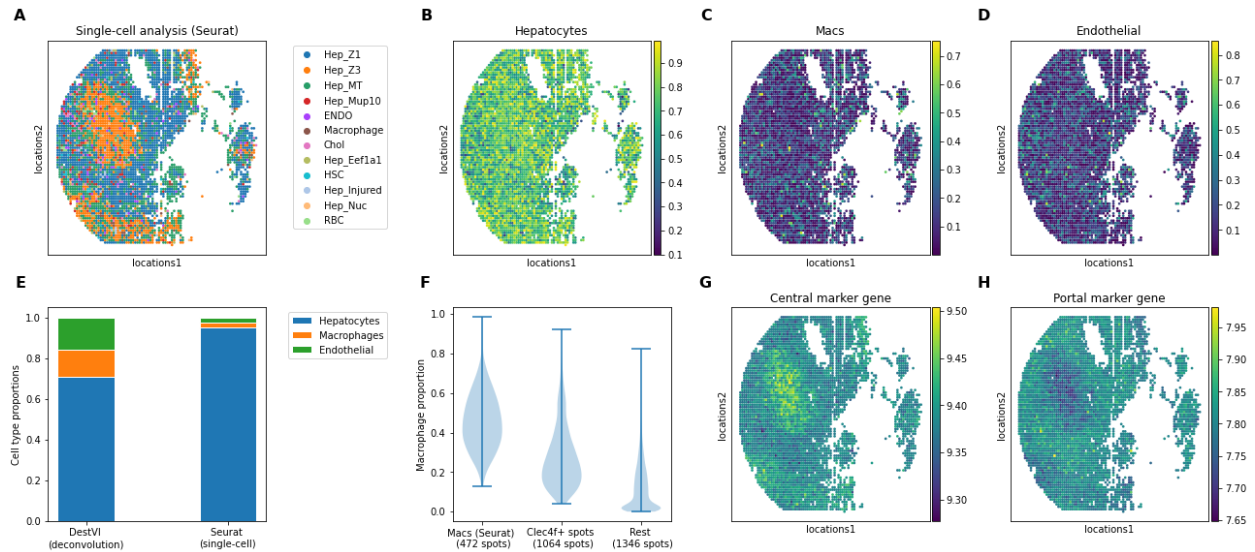 A
Single-cell analysis (Seurat)
locations2
locations1
Hep_Z1
Hep_Z3
Hep_MT
Hep_Mup10
ENDO
Macrophage
Chol
Hep_Eef1a1
HSC
Hep_Injured
Hep_Nuc
RBC
B
Hepatocytes
locations2
locations1
0.9
0.8
0.7
0.6
0.5
0.4
0.3
0.2
0.1
C
Macs
locations2
locations1
0.7
0.6
0.5
0.4
0.3
0.2
0.1
D
Endothelial
locations2
locations1
0.8
0.7
0.6
0.5
0.4
0.3
0.2
0.1
E
Cell type proportions
1.0
0.8
0.6
0.4
0.2
0.0
DestVI
(deconvolution)
Seurat
(single-cell)
Hepatocytes
Macrophages
Endothelial
F
Macrophage proportion
1.0
0.8
0.6
0.4
0.2
0.0
Macs (Seurat)
(472 spots)
Clec4f+ spots
(1064 spots)
Rest
(1346 spots)
G
Central marker gene
locations2
locations1
9.50
9.45
9.40
9.35
9.30
H
Portal marker gene
locations2
locations1
7.95
7.90
7.85
7.80
7.75
7.70
7.65